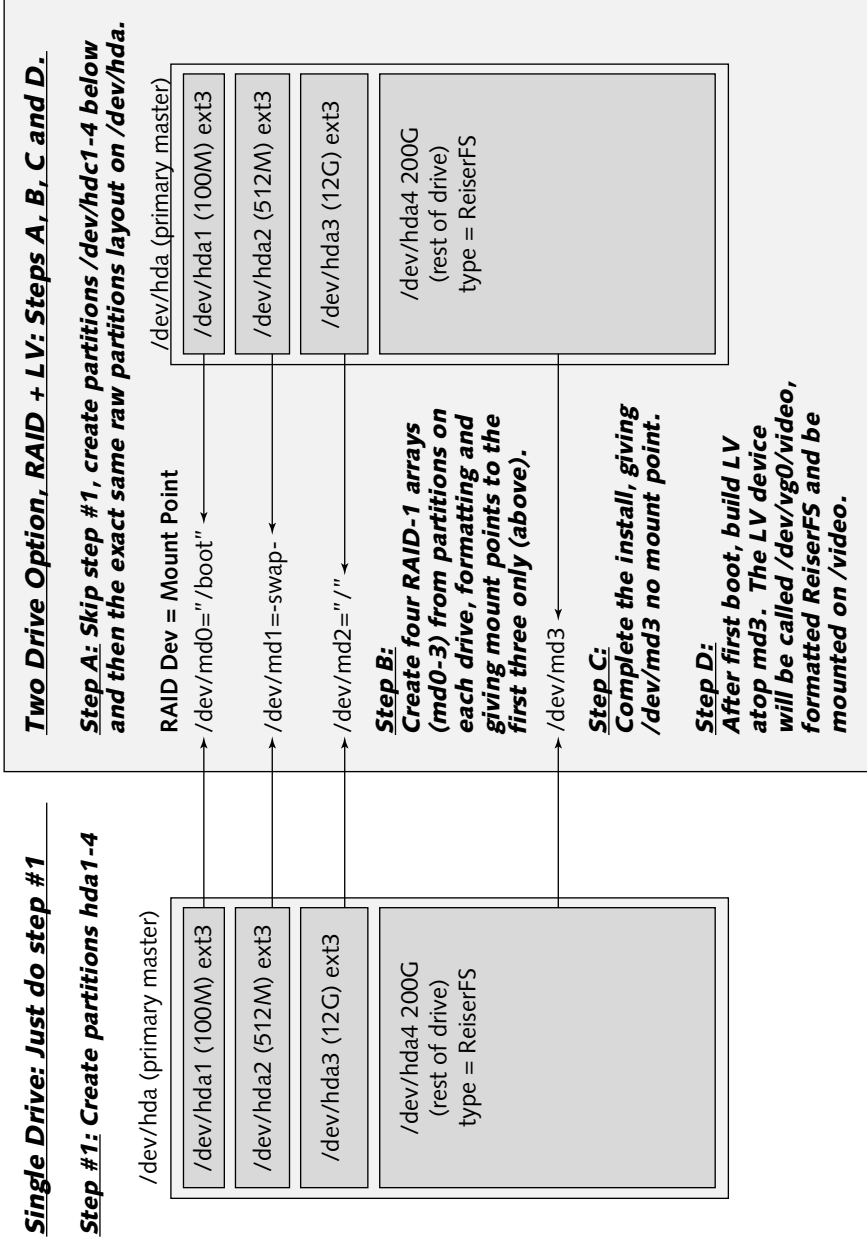 Single Drive: Just do step #1
Step #1: Create partitions hda1-4
/dev/hda (primary master)
/dev/hda1 (100M) ext3
/dev/hda2 (512M) ext3
/dev/hda3 (12G) ext3
/dev/hda4 200G
(rest of drive)
type = ReiserFS
Two Drive Option, RAID + LV: Steps A, B, C and D.
Step A: Skip step #1, create partitions /dev/hdc1-4 below
and then the exact same raw partitions layout on /dev/hda.
RAID Dev = Mount Point
/dev/md0="/boot"
/dev/md1=-swap-
/dev/md2="/"
Step B:
Create four RAID-1 arrays
(md0-3) from partitions on
each drive, formatting and
giving mount points to the
first three only (above).
/dev/md3
Step C:
Complete the install, giving
/dev/md3 no mount point.
Step D:
After first boot, build LV
atop md3. The LV device
will be called /dev/vg0/video,
formatted ReiserFS and be
mounted on /video.
/dev/hda (primary master)
/dev/hda1 (100M) ext3
/dev/hda2 (512M) ext3
/dev/hda3 (12G) ext3
/dev/hda4 200G
(rest of drive)
type = ReiserFS